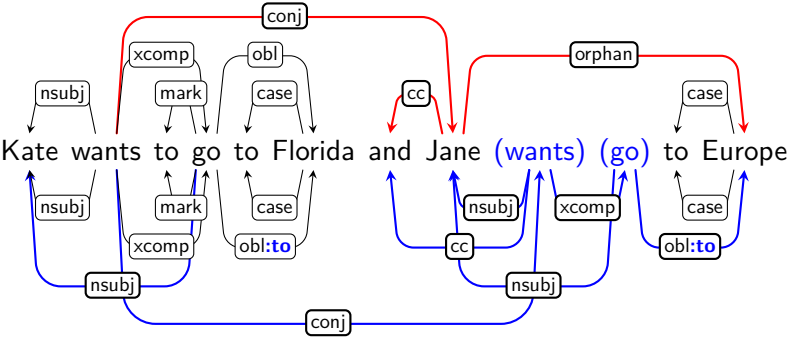 conj
xcomp obl orphan
nsubj mark case cc case
Kate wants to go to Florida and Jane (wants) (go) to Europe
nsubj mark case nsubj xcomp case
xcomp obl:to cc obl:to
nsubj nsubj
conj